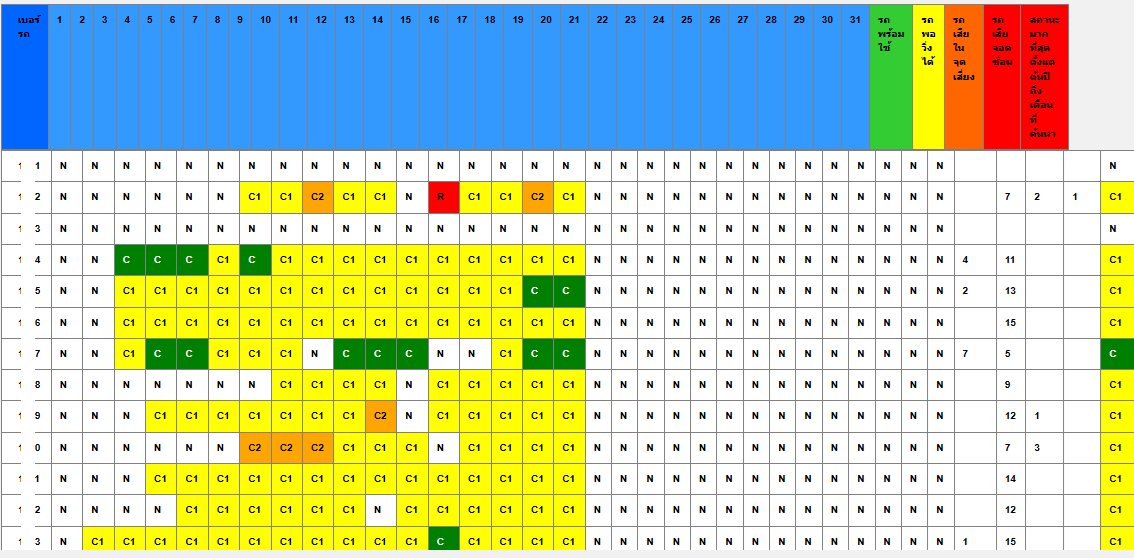 เบอร์ 1 2 3 4 5 6 7 8 9 10 11 12 13 14 15 16 17 18 19 20 21 22 23 24 25 26 27 28 29 30 31 รถ รถ รถ รถ สถานะ
รถ พร้อม พอ เสีย เสีย มาก
ใช้ วิ่ง ใน จอด ที่สุด
ได้ จุด ซ่อม ตั้งแต่
เสี่ยง ต้นปี
ถึง
เดือน
ที่
ค้นหา
1 1 N N N N N N N N N N N N N N N N N N N N N N N N N N N N N N N N
1 2 N N N N N N C1 C1 C2 C1 C1 N R C1 C1 C2 C1 N N N N N N N N N N N N N N 7 2 1 C1
1 3 N N N N N N N N N N N N N N N N N N N N N N N N N N N N N N N N
1 4 N N C C C C1 C C1 C1 C1 C1 C1 C1 C1 C1 C1 C1 N N N N N N N N N N N N N N 4 11 C1
1 5 N N C1 C1 C1 C1 C1 C1 C1 C1 C1 C1 C1 C1 C1 C C N N N N N N N N N N N N N N 2 13 C1
1 6 N N C1 C1 C1 C1 C1 C1 C1 C1 C1 C1 C1 C1 C1 C1 C1 N N N N N N N N N N N N N N 15 C1
1 7 N N C1 C C C1 C1 C1 N C C C N N C1 C C N N N N N N N N N N N N N N 7 5 C
1 8 N N N N N N N C1 C1 C1 C1 N C1 C1 C1 C1 C1 N N N N N N N N N N N N N N 9 C1
1 9 N N N C1 C1 C1 C1 C1 C1 C1 C2 N C1 C1 C1 C1 C1 N N N N N N N N N N N N N N 12 1 C1
1 0 N N N N N N C2 C2 C2 C1 C1 C1 N C1 C1 C1 C1 N N N N N N N N N N N N N N 7 3 C1
1 1 N N N C1 C1 C1 C1 C1 C1 C1 C1 C1 C1 C1 C1 C1 C1 N N N N N N N N N N N N N N 14 C1
1 2 N N N N C1 C1 C1 C1 C1 C1 N C1 C1 C1 C1 C1 C1 N N N N N N N N N N N N N N 12 C1
1 3 N C1 C1 C1 C1 C1 C1 C1 C1 C1 C1 C1 C C1 C1 C1 C1 N N N N N N N N N N N N N N 1 15 C1